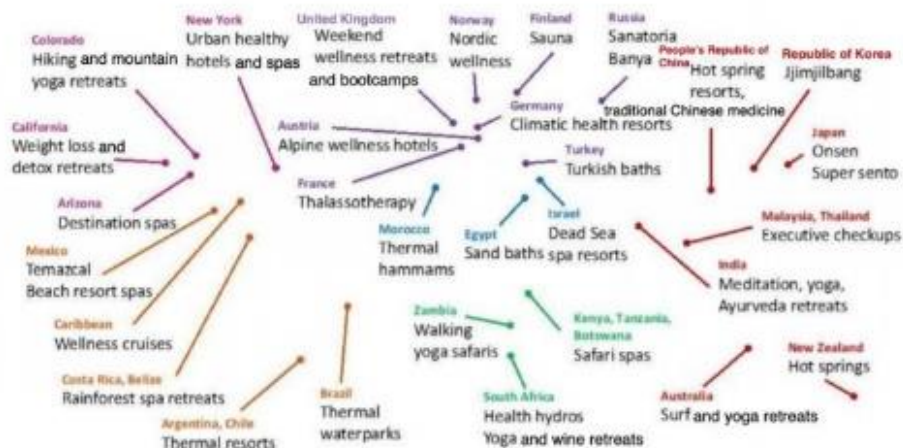 Colorado
Hiking and mountain
yoga retreats
New York
Urban healthy
hotels and spas
United Kingdom
Weekend
wellness retreats
and bootcamps
Norway
Nordic
wellness
Finland
Sauna
Russia
Sanatoria
Banya
People's Republic of
China
Hot spring
resorts,
traditional Chinese medicine
Republic of Korea
Jjimjilbang
California
Weight loss and
detox retreats
Austria
Alpine wellness hotels
Germany
Climatic health resorts
Japan
Onsen
Super sento
Turkey
Turkish baths
France
Thalassotherapy
Arizona
Destination spas
Morocco
Thermal
hammams
Egypt
Sand baths
Israel
Dead Sea
spa resorts
Malaysia, Thailand
Executive checkups
Mexico
Temazcal
Beach resort spas
India
Meditation, yoga,
Ayurveda retreats
Caribbean
Wellness cruises
Zambia
Walking
yoga safaris
Kenya, Tanzania,
Botswana
Safari spas
Costa Rica, Belize
Rainforest spa retreats
New Zealand
Hot springs
Argentina, Chile
Thermal resorts
Brazil
Thermal
waterparks
South Africa
Health hydros
Yoga and wine retreats
Australia
Surf and yoga retreats